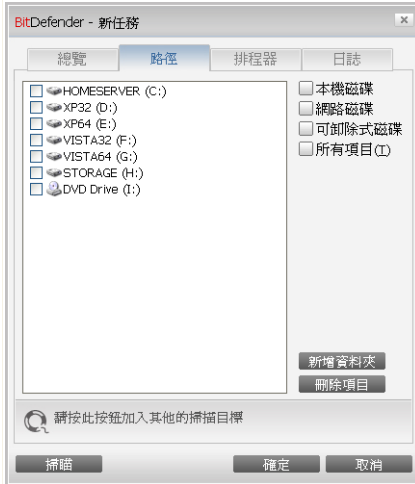 BitDefender - 新任務
總覽
路徑
排程器
日誌
HOMESERVER (C:)
XP32 (D:)
XP64 (E:)
VISTA32 (F:)
VISTA64 (G:)
STORAGE (H:)
DVD Drive (I:)
本機磁碟
網路磁碟
可卸除式磁碟
所有項目(T)
新增資料夾
刪除項目
請按此按鈕加入其他的掃描目標
掃瞄
確定
取消